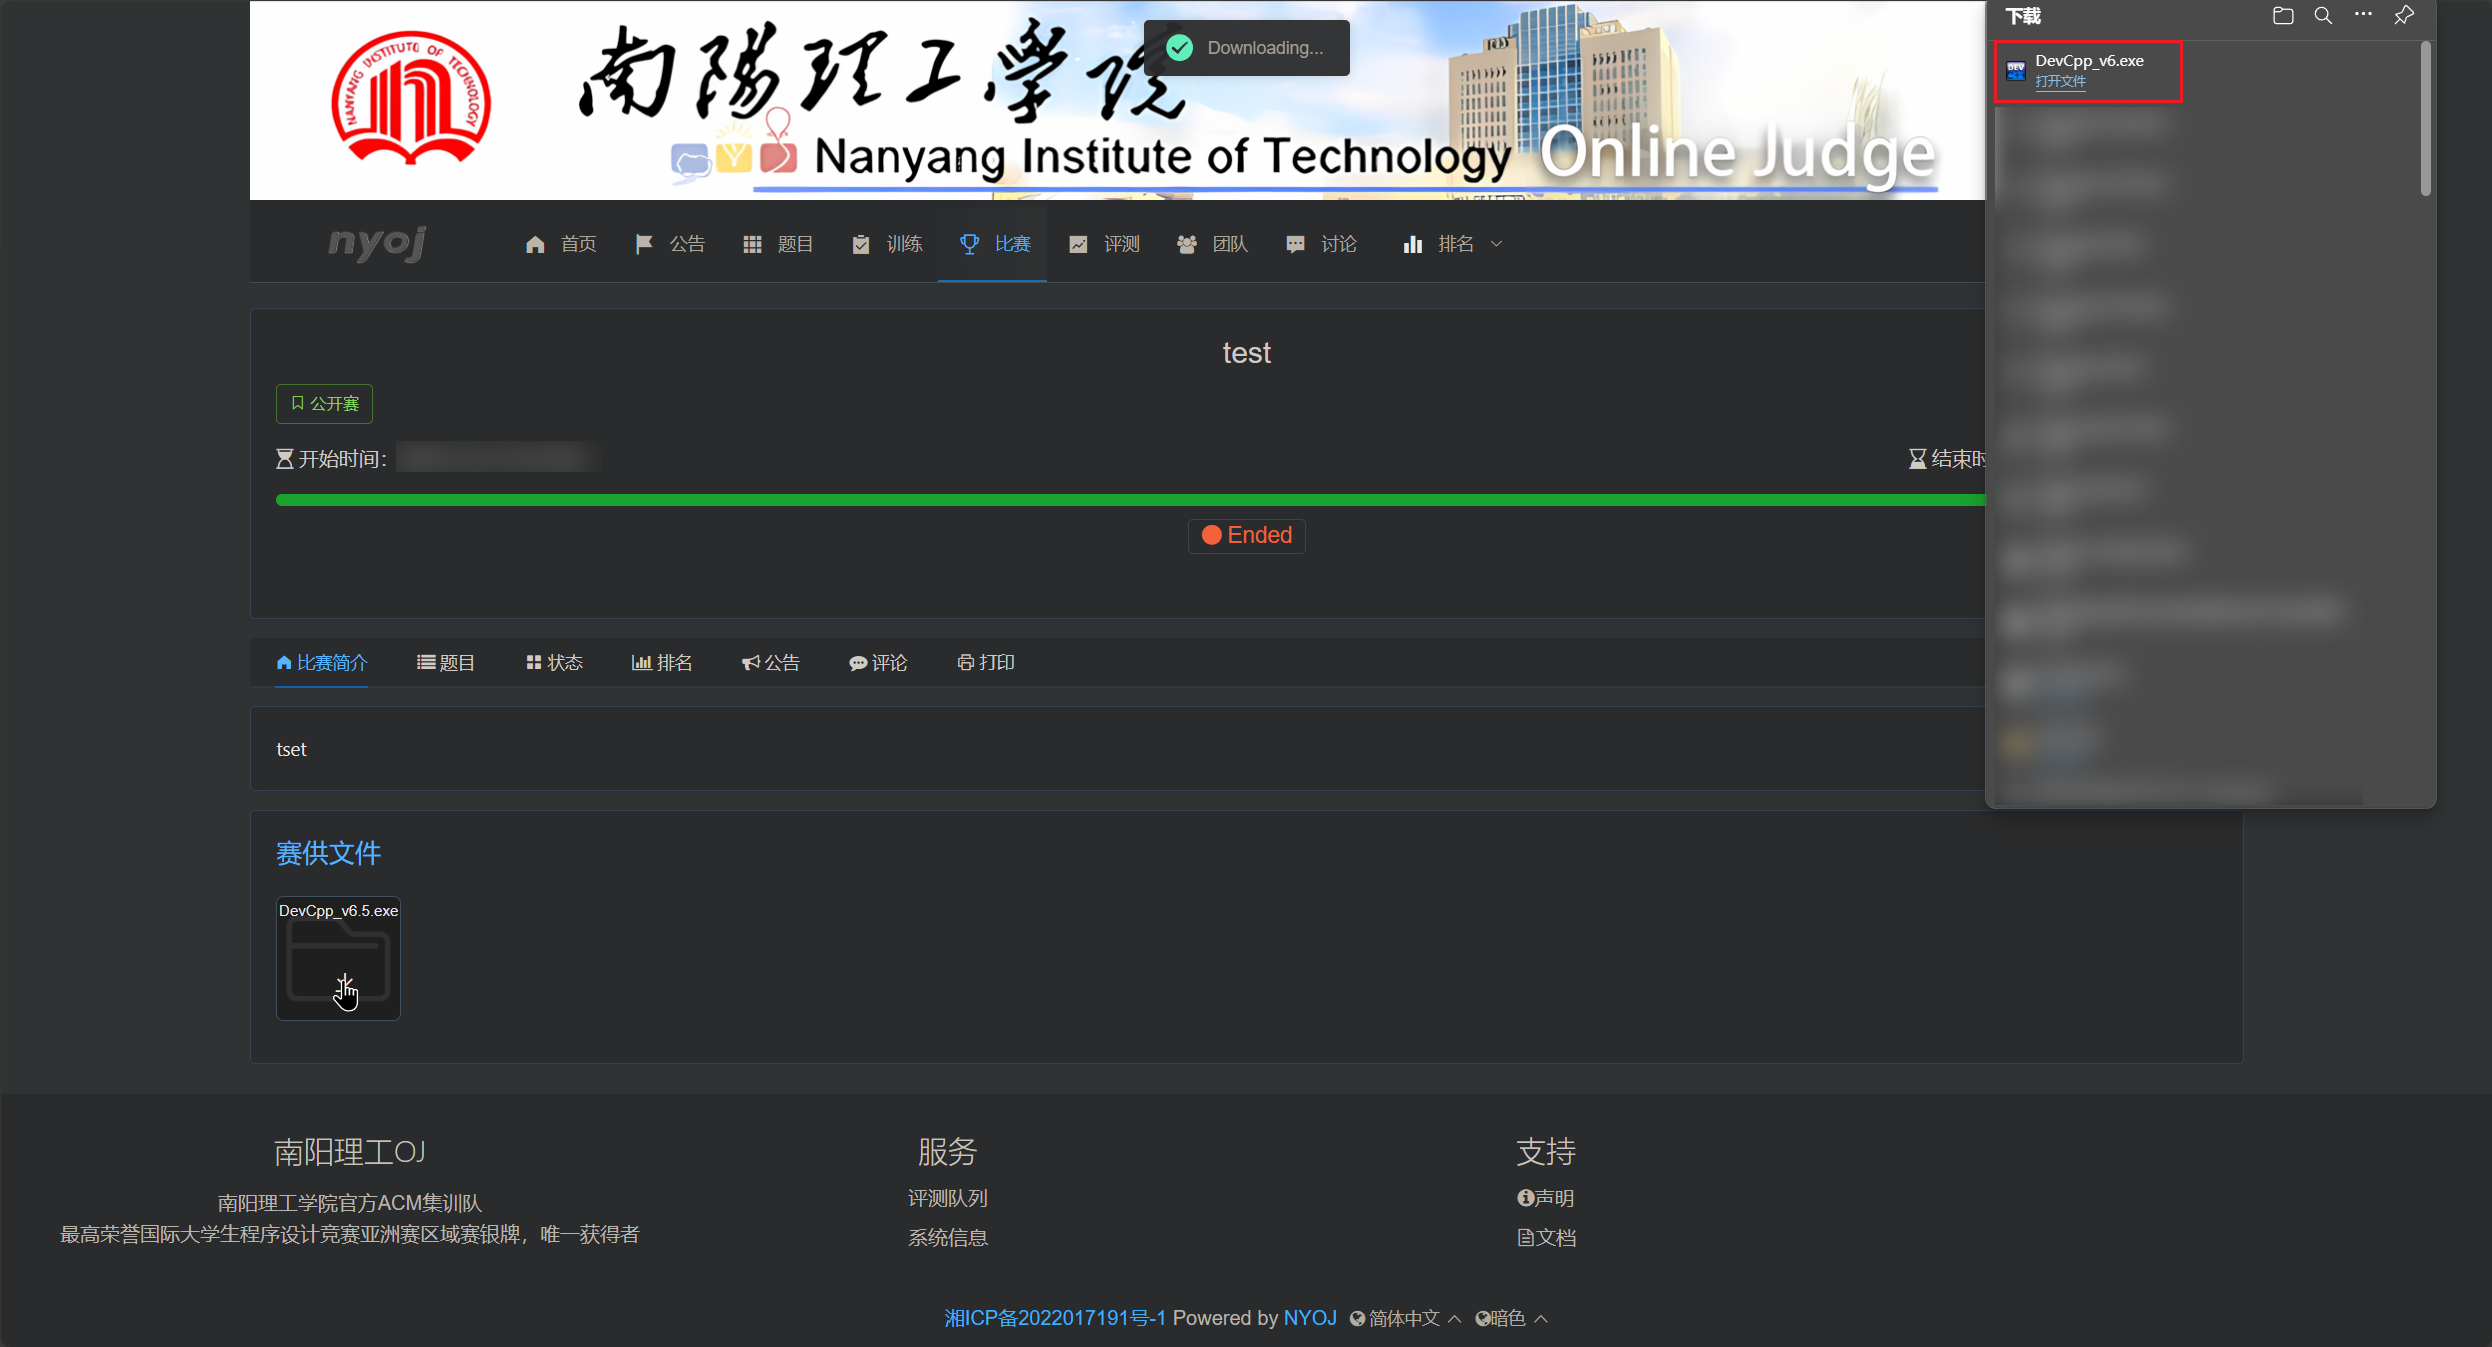 南陽理工學院
NANYANG INSTITUTE OF TECHNOLOGY
Nanyang Institute of Technology Online Judge
Downloading...
下载
DEV
DevCpp_v6.exe
打开文件
nyoj
首页
公告
题目
训练
比赛
评测
团队
讨论
排名
test
公开赛
开始时间:
结束时
Ended
比赛简介
题目
状态
排名
公告
评论
打印
tset
赛供文件
DevCpp_v6.5.exe
南阳理工OJ
南阳理工学院官方ACM集训队
最高荣誉国际大学生程序设计竞赛亚洲赛区域赛银牌，唯一获得者
服务
评测队列
系统信息
支持
声明
文档
湘ICP备2022017191号-1 Powered by NYOJ 简体中文 暗色